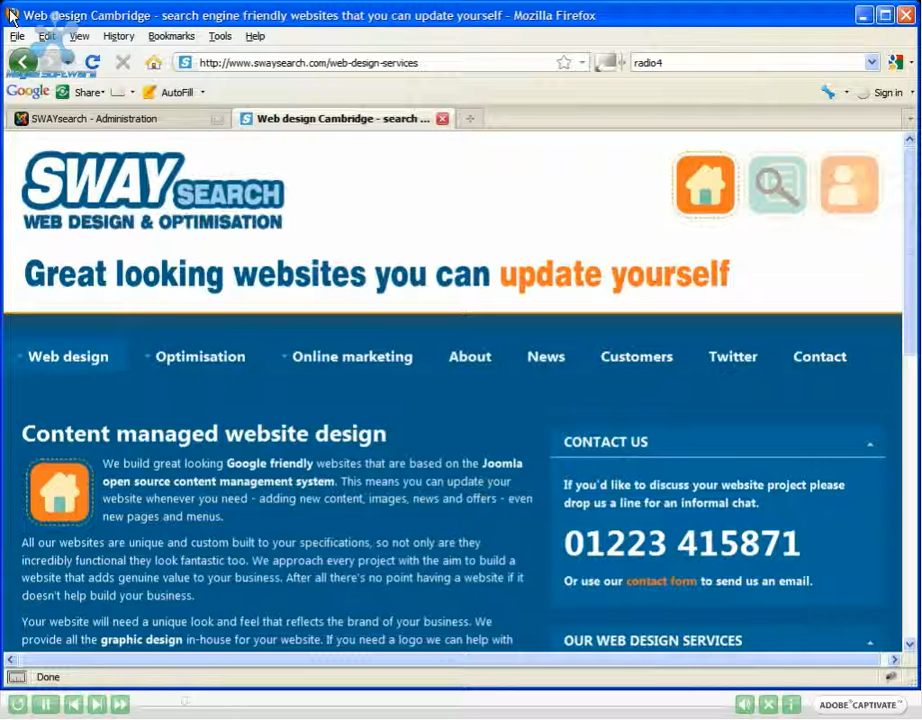 Web design Cambridge - search engine friendly websites that you can update yourself - Mozilla Firefox
File Edit View History Bookmarks Tools Help
http://www.swaysearch.com/web-design-services radio4
Google Share AutoFill Sign in
SWAYsearch - Administration Web design Cambridge - search ...
SWAY SEARCH
WEB DESIGN & OPTIMISATION
Great looking websites you can update yourself
Web design Optimisation Online marketing About News Customers Twitter Contact
Content managed website design
We build great looking Google friendly websites that are based on the Joomla
open source content management system. This means you can update your
website whenever you need - adding new content, images, news and offers - even
new pages and menus.
All our websites are unique and custom built to your specifications, so not only are they
incredibly functional they look fantastic too. We approach every project with the aim to build a
website that adds genuine value to your business. After all there's no point having a website if it
doesn't help build your business.
Your website will need a unique look and feel that reflects the brand of your business. We
provide all the graphic design in-house for your website. If you need a logo we can help with
CONTACT US
If you'd like to discuss your website project please
drop us a line for an informal chat.
01223 415871
Or use our contact form to send us an email.
OUR WEB DESIGN SERVICES
Done
ADOBE CAPTIVATE